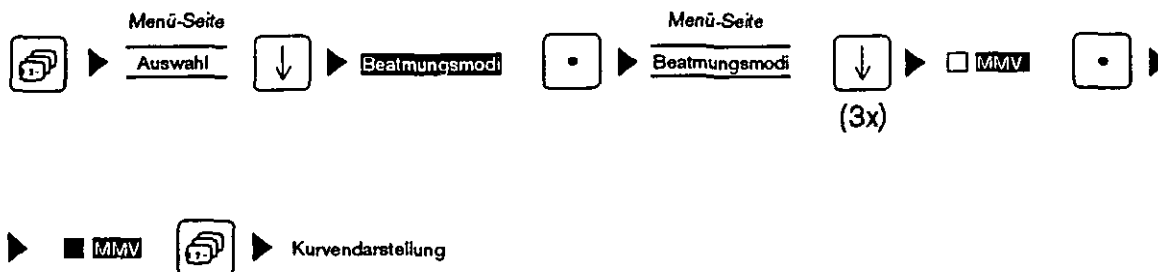 Menü-Seite Menü-Seite
Auswahl Beatmungsmodi Beatmungsmodi MMV
(3x)
MMV Kurvendarstellung